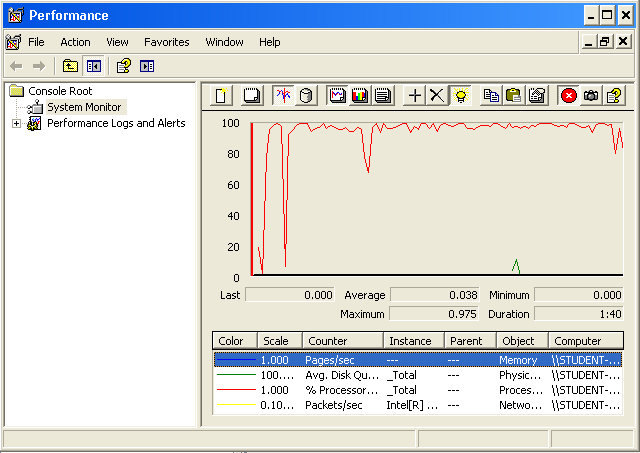 Performance
File Action View Favorites Window Help
Console Root
System Monitor
Performance Logs and Alerts
100
80
60
40
20
0
Last 0.000 Average 0.038 Minimum 0.000
Maximum 0.975 Duration 1:40
Color Scale Counter Instance Parent Object Computer
1.000 Pages/sec --- --- Memory \\STUDENT-...
100.... Avg. Disk Qu... _Total --- Physic... \\STUDENT-...
1.000 % Processor... _Total --- Proces... \\STUDENT-...
0.10... Packets/sec Intel[R] ... --- Netwo... \\STUDENT-...